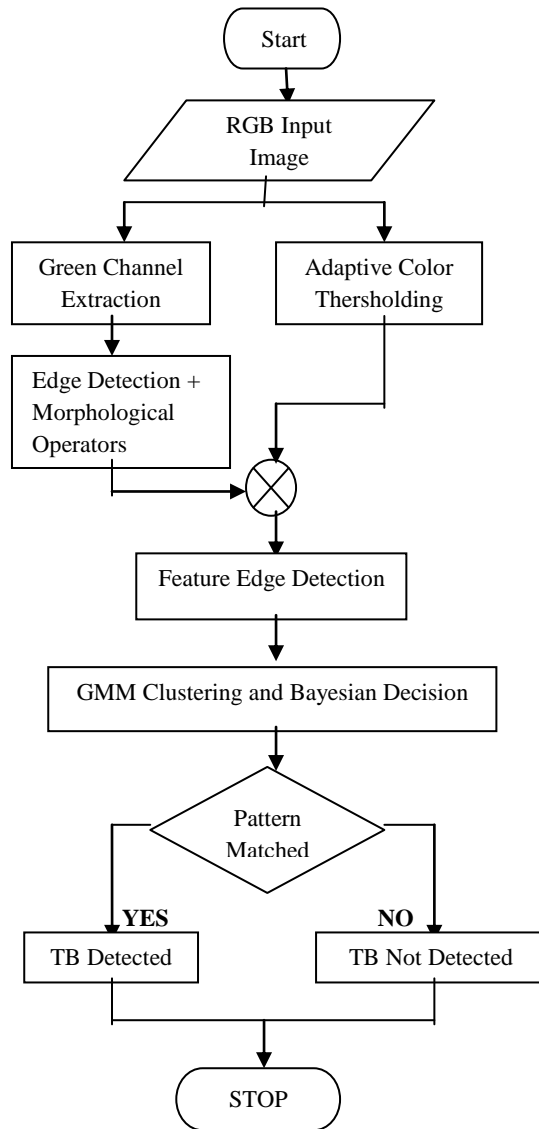 Start
RGB Input
Image
Green Channel
Extraction
Adaptive Color
Thersholding
Edge Detection +
Morphological
Operators
Feature Edge Detection
GMM Clustering and Bayesian Decision
Pattern
Matched
YES
NO
TB Detected
TB Not Detected
STOP